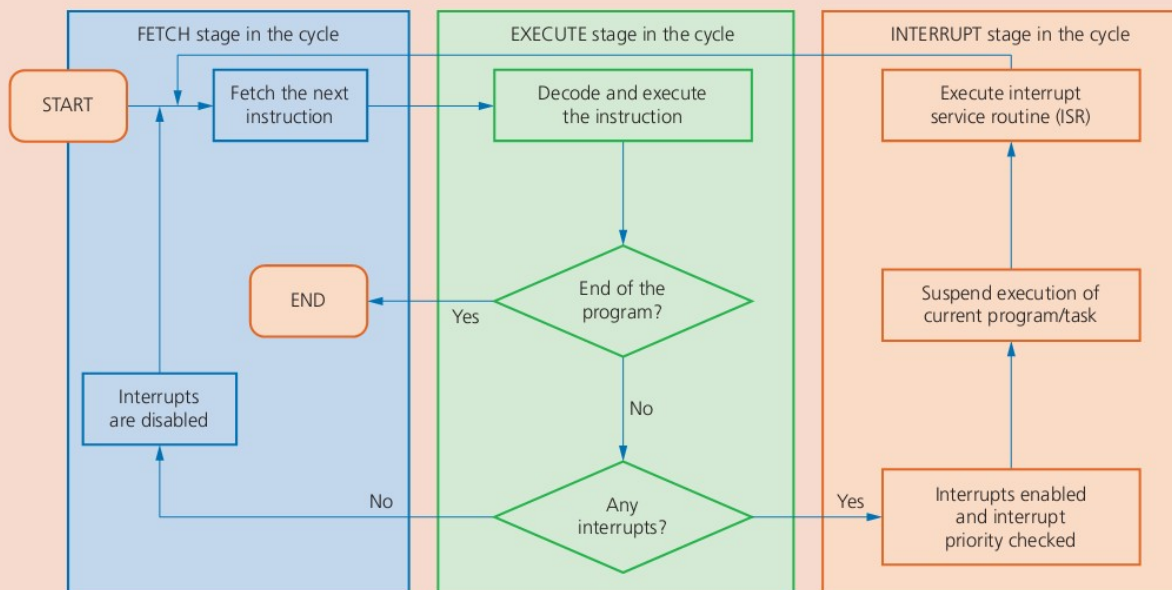 FETCH stage in the cycle
START
Fetch the next
instruction
END
Interrupts
are disabled
EXECUTE stage in the cycle
Decode and execute
the instruction
End of the
program?
Yes
No
Any
interrupts?
No
Yes
INTERRUPT stage in the cycle
Execute interrupt
service routine (ISR)
Suspend execution of
current program/task
Interrupts enabled
and interrupt
priority checked